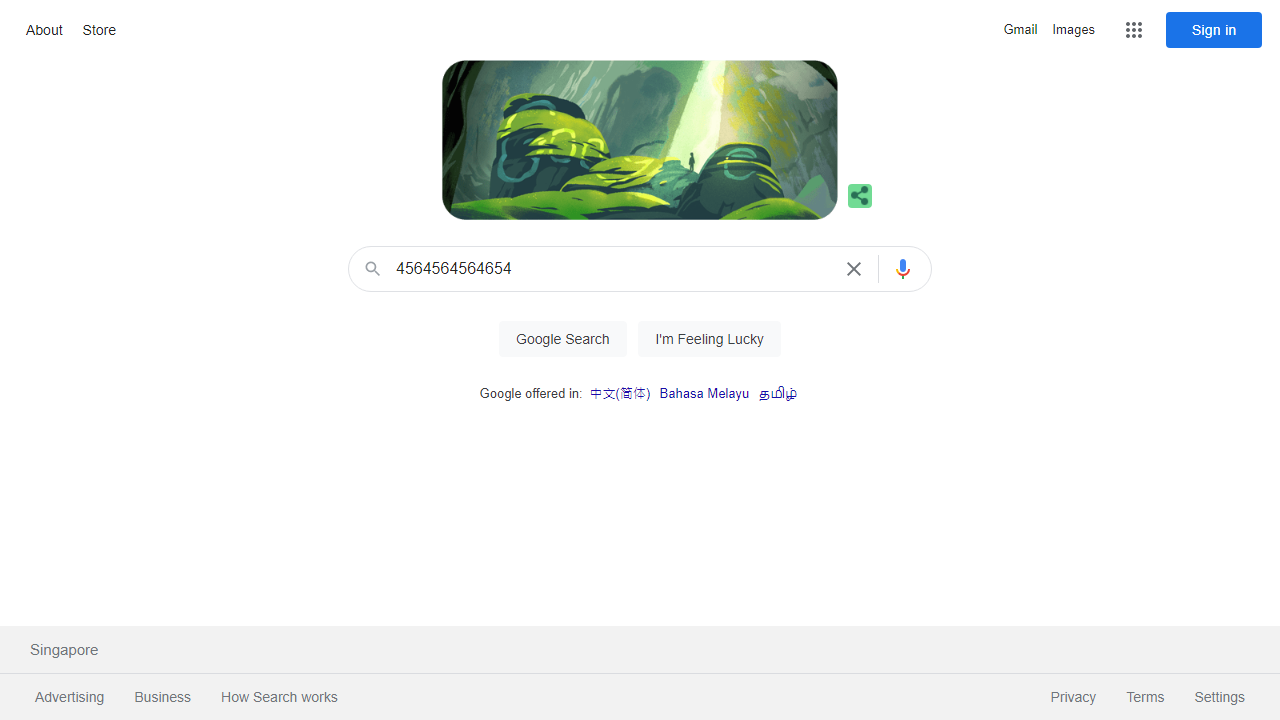 About Store Gmail Images Sign in
4564564564654
Google Search I'm Feeling Lucky
Google offered in: 中文(简体) Bahasa Melayu தமிழ்
Singapore
Advertising Business How Search works Privacy Terms Settings